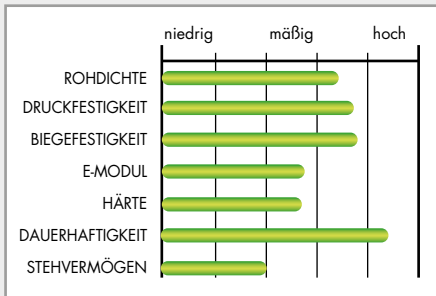 niedrig mäßig hoch
ROHDICHTE
DRUCKFESTIGKEIT
BIEGEFESTIGKEIT
E-MODUL
HÄRTE
DAUERHAFTIGKEIT
STEHVERMÖGEN